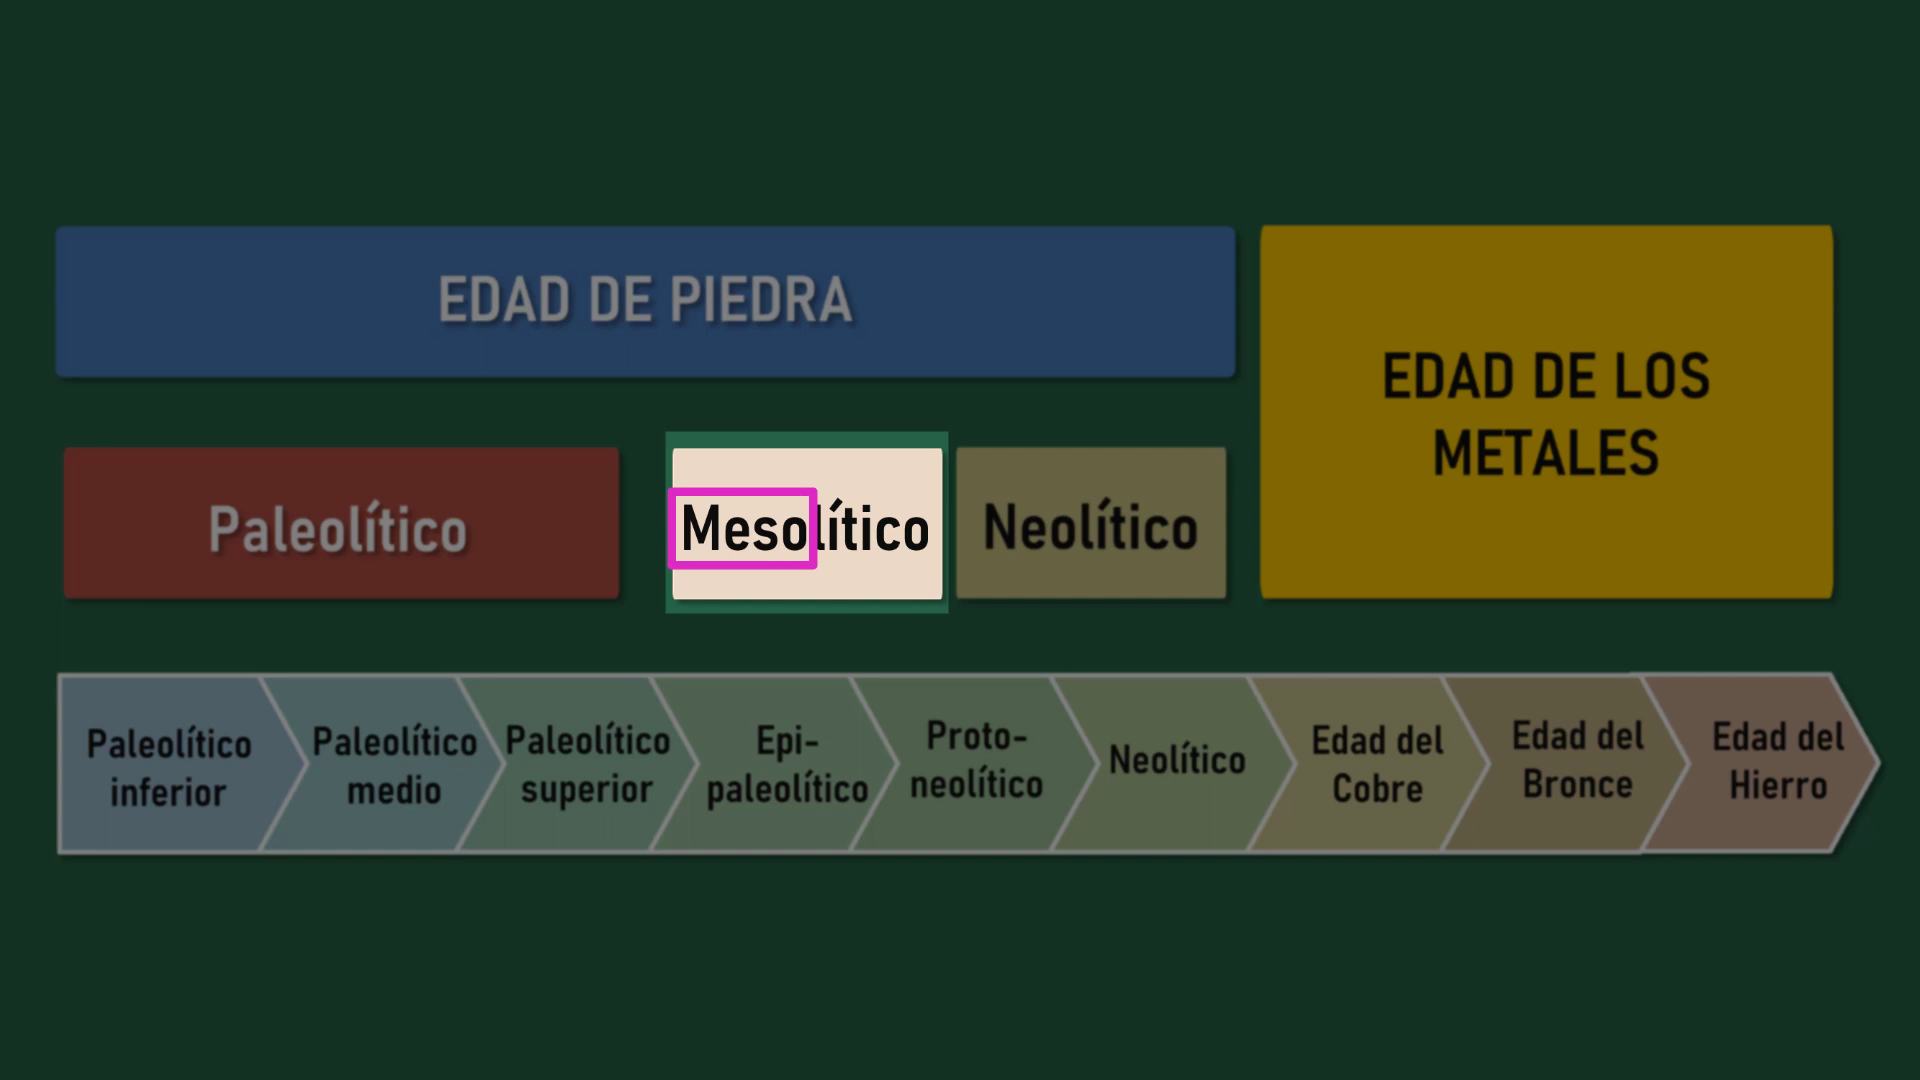 EDAD DE PIEDRA
EDAD DE LOS
METALES
Paleolítico
Mesolítico
Neolítico
Paleolítico
inferior
Paleolítico
medio
Paleolítico
superior
Epi-
paleolítico
Proto-
neolítico
Neolítico
Edad del
Cobre
Edad del
Bronce
Edad del
Hierro